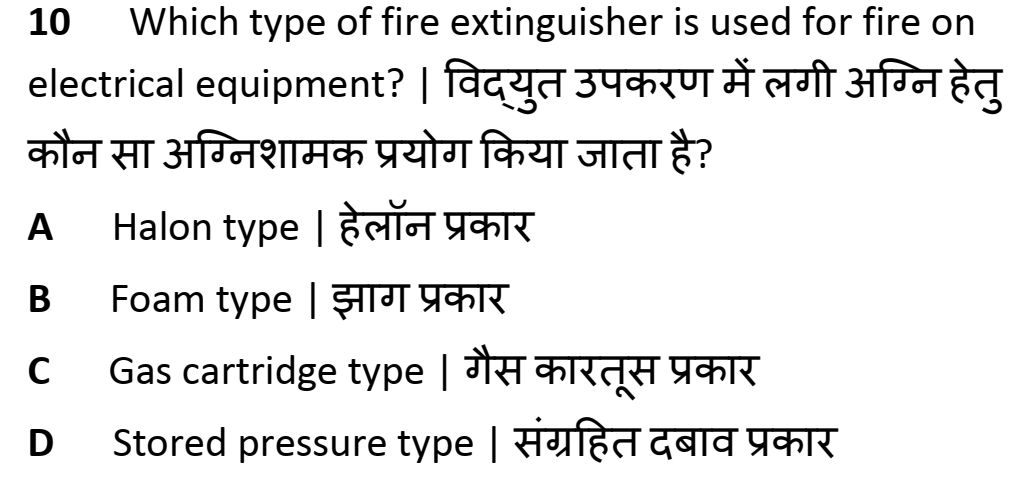 10 Which type of fire extinguisher is used for fire on
electrical equipment? | विद्युत उपकरण में लगी अग्नि हेतु
कौन सा अग्निशामक प्रयोग किया जाता है?
A Halon type | हेलॉन प्रकार
B Foam type | झाग प्रकार
C Gas cartridge type | गैस कारतूस प्रकार
D Stored pressure type | संग्रहित दबाव प्रकार